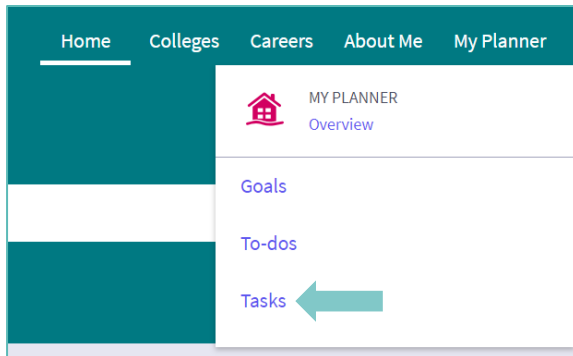 Home Colleges Careers About Me My Planner
MY PLANNER
Overview
Goals
To-dos
Tasks